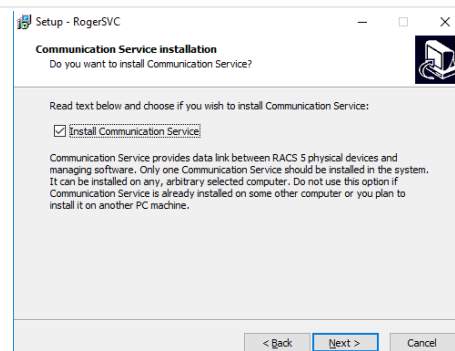 Setup - RogerSVC
Communication Service installation
Do you want to install Communication Service?
Read text below and choose if you wish to install Communication Service:
Install Communication Service
Communication Service provides data link between RACS 5 physical devices and
managing software. Only one Communication Service should be installed in the system.
It can be installed on any, arbitrary selected computer. Do not use this option if
Communication Service is already installed on some other computer or you plan to
install it on another PC machine.
< Back Next > Cancel